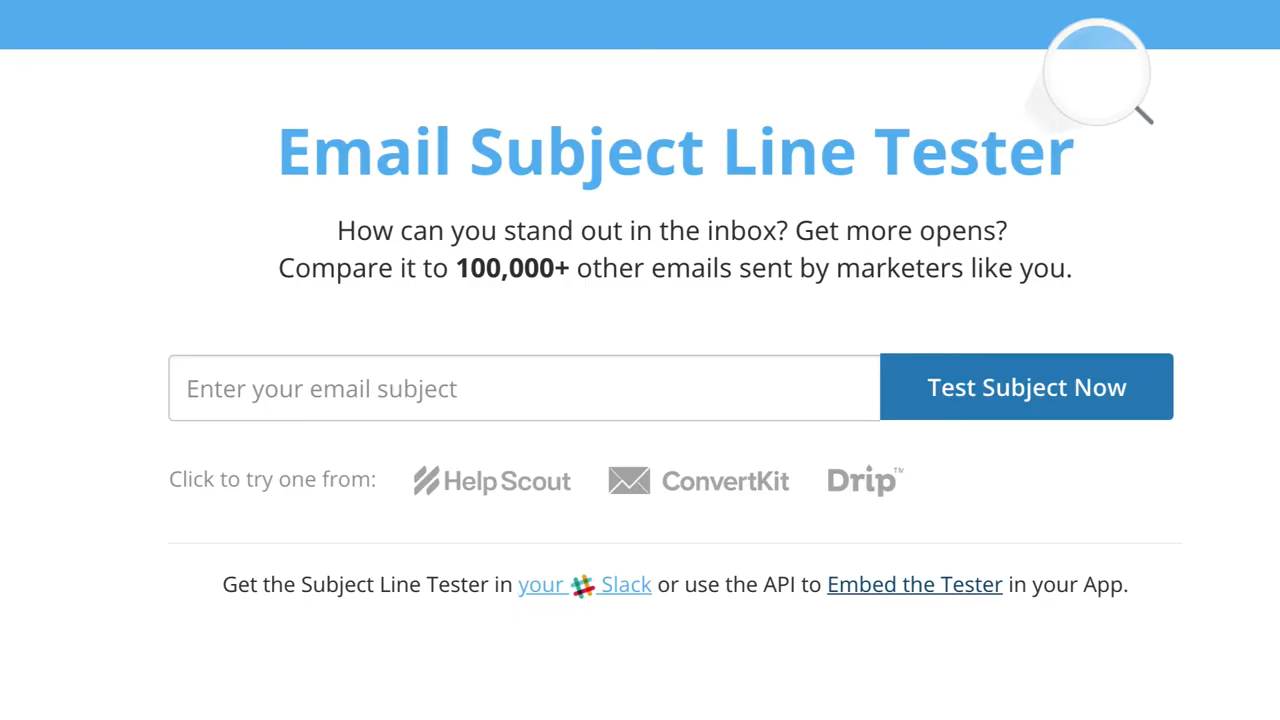 Email Subject Line Tester
How can you stand out in the inbox? Get more opens?
Compare it to 100,000+ other emails sent by marketers like you.
Enter your email subject
Test Subject Now
Click to try one from: HelpScout ConvertKit Drip™
Get the Subject Line Tester in your Slack or use the API to Embed the Tester in your App.